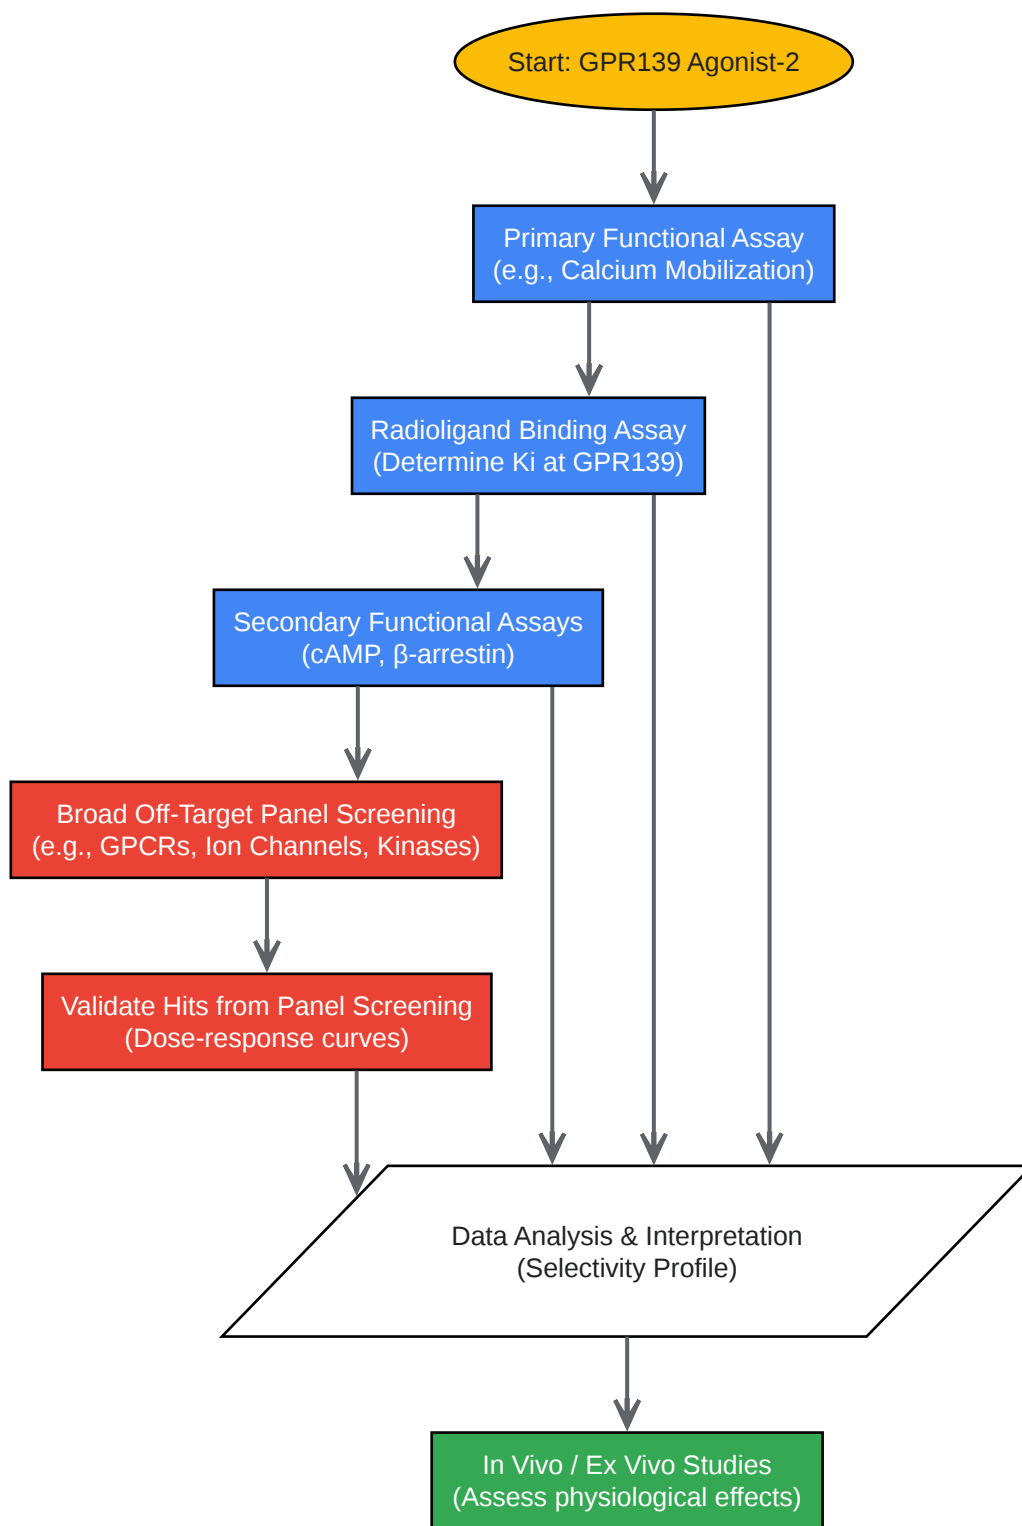 Start: GPR139 Agonist-2
Primary Functional Assay
(e.g., Calcium Mobilization)
Radioligand Binding Assay
(Determine Ki at GPR139)
Secondary Functional Assays
(cAMP, β-arrestin)
Broad Off-Target Panel Screening
(e.g., GPCRs, Ion Channels, Kinases)
Validate Hits from Panel Screening
(Dose-response curves)
Data Analysis & Interpretation
(Selectivity Profile)
In Vivo / Ex Vivo Studies
(Assess physiological effects)